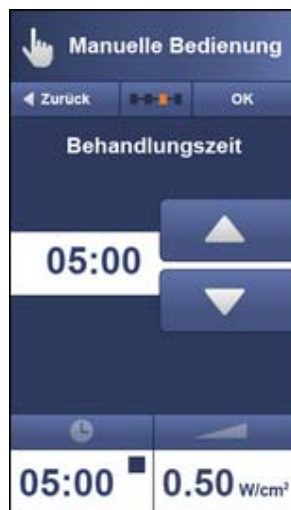 Manuelle Bedienung
Zurück OK
Behandlungszeit
05:00
05:00 0.50 W/cm²